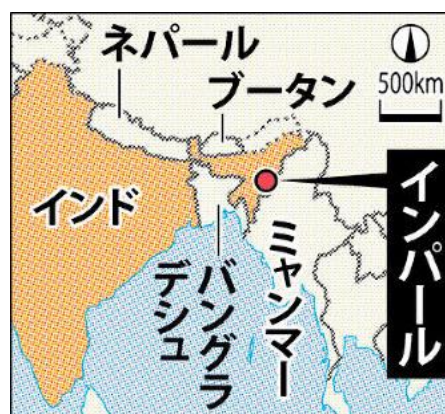 ネパール
ブータン
500km
インド
インパール
バングラ
デシュ
ミャンマー